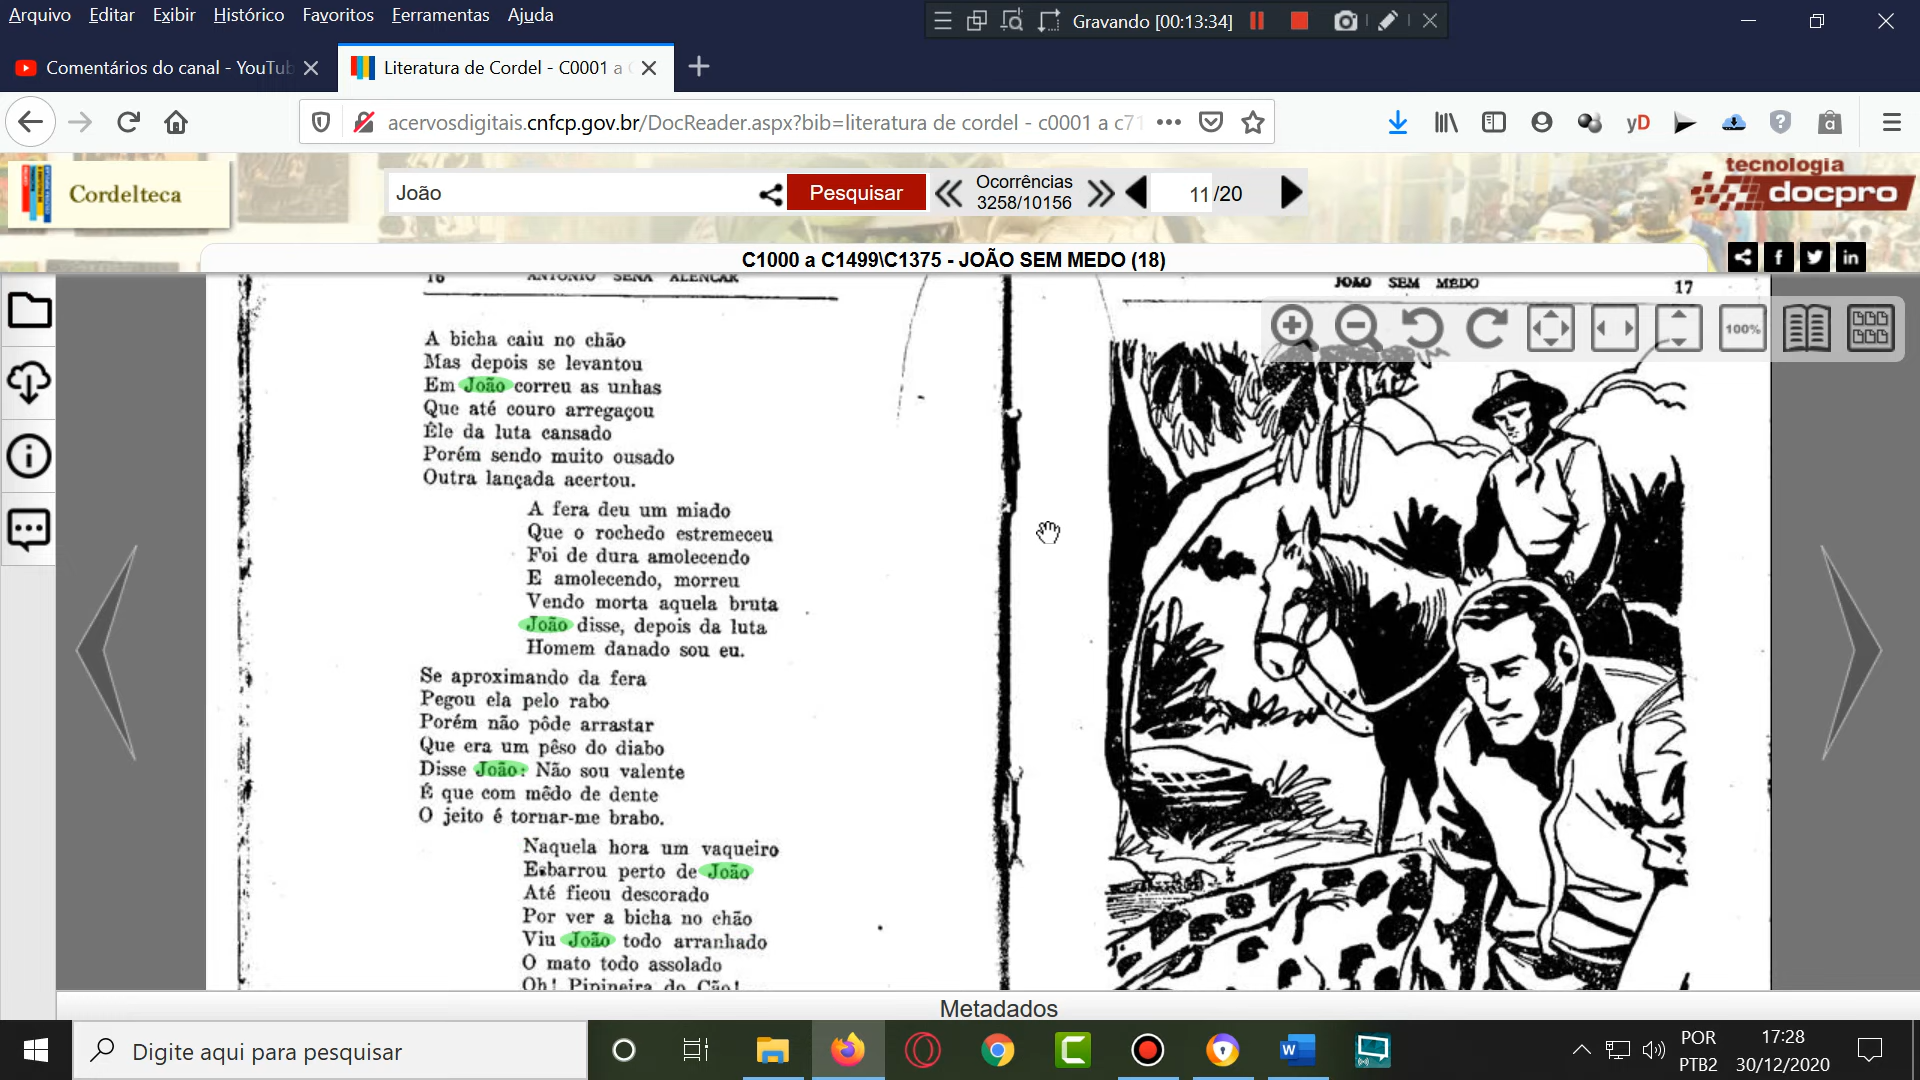 Arquivo Editar Exibir Histórico Favoritos Ferramentas Ajuda
Gravando [00:13:34]
Comentários do canal - YouTub
Literatura de Cordel - C0001 a
acervosdigitais.cnfcp.gov.br/DocReader.aspx?bib=literatura de cordel - c0001 a c71
yD
Cordelteca
João
Pesquisar
Ocorrências
3258/10156
11 /20
tecnologia
docpro
C1000 a C1499\C1375 - JOÃO SEM MEDO (18)
16 ANTONIO SENA ALENCAR
A bicha caiu no chão
Mas depois se levantou
Em João correu as unhas
Que até couro arregaçou
Êle da luta cansado
Porém sendo muito ousado
Outra lançada acertou.
A fera deu um miado
Que o rochedo estremeceu
Foi de dura amolecendo
E amolecendo, morreu
Vendo morta aquela bruta
João disse, depois da luta
Homem danado sou eu.
Se aproximando da fera
Pegou ela pelo rabo
Porém não pôde arrastar
Que era um pêso do diabo
Disse João: Não sou valente
É que com mêdo de dente
O jeito é tornar-me brabo.
Naquela hora um vaqueiro
Esbarrou perto de João
Até ficou descorado
Por ver a bicha no chão
Viu João todo arranhado
O mato todo assolado
Oh! Pipineira do Cão!
JOÃO SEM MEDO 17
100%
Metadados
Digite aqui para pesquisar
POR
PTB2
17:28
30/12/2020